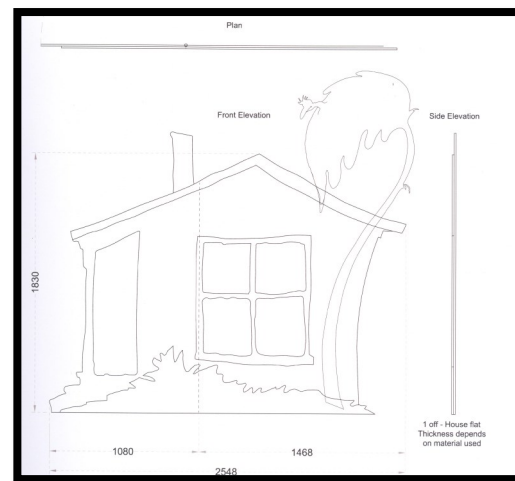 Plan
Front Elevation
Side Elevation
1830
1 off - House flat
Thickness depends
on material used
1080
1468
2548